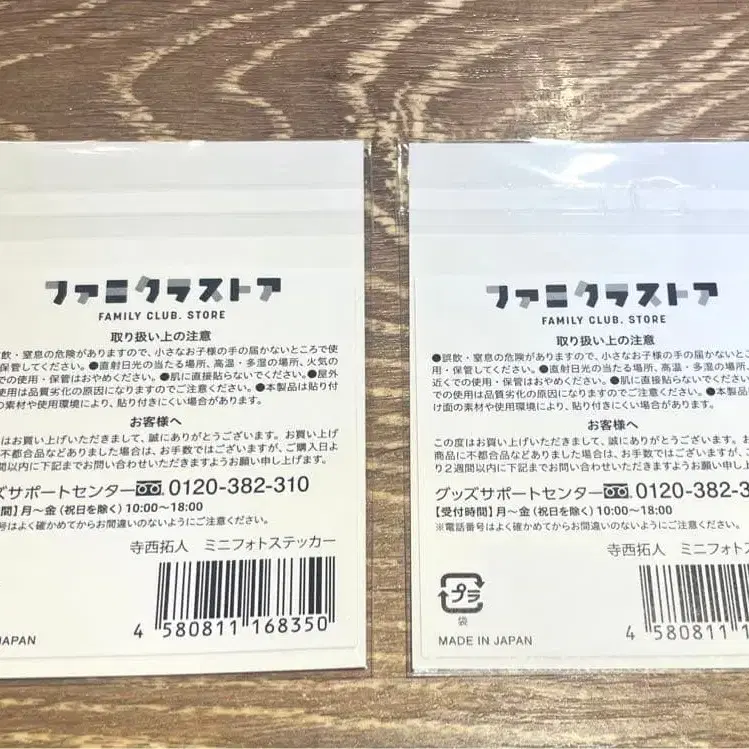 ファミクラストア
FAMILY CLUB. STORE
取り扱い上の注意
飲・窒息の危険がありますので、小さなお子様の手の届かないところで使
保管してください。●直射日光の当たる場所、高温・多湿の場所、火気の
での使用・保管はおやめください。●肌に直接貼らないでください。●屋外
使用は品質劣化の原因になりますのでご注意ください。●本製品は貼り付
の素材や使用環境により、貼り付きにくい場合があります。
お客様へ
はお買い上げいただきまして、誠にありがとうございます。お買い上げ
不都合品などありました場合は、お手数ではございますが、ご購入日よ
間以内に下記までお問い合わせいただきますようお願い申し上げます。
ズサポートセンター 0120-382-310
間】月〜金（祝日を除く）10:00〜18:00
号はよく確かめてからお間違いのないようにご注意ください。
寺西拓人 ミニフォトステッカー
4 580811 168350
JAPAN
ファミクラストア
FAMILY CLUB. STORE
取り扱い上の注意
●誤飲・窒息の危険がありますので、小さなお子様の手の届かないところ
用・保管してください。●直射日光の当たる場所、高温・多湿の場所、
近くでの使用・保管はおやめください。●肌に直接貼らないでください。
での使用は品質劣化の原因になりますのでご注意ください。●本製品
け面の素材や使用環境により、貼り付きにくい場合があります。
お客様へ
この度はお買い上げいただきまして、誠にありがとうございます。お
商品に不都合品などありました場合は、お手数ではございますが、ご
り2週間以内に下記までお問い合わせいただきますようお願い申し上
グッズサポートセンター 0120-382-3
【受付時間】月〜金（祝日を除く）10:00〜18:00
※電話番号はよく確かめてからお間違いのないようにご注意ください。
寺西拓人 ミニフォトステ
プラ
袋
4 580811 1
MADE IN JAPAN